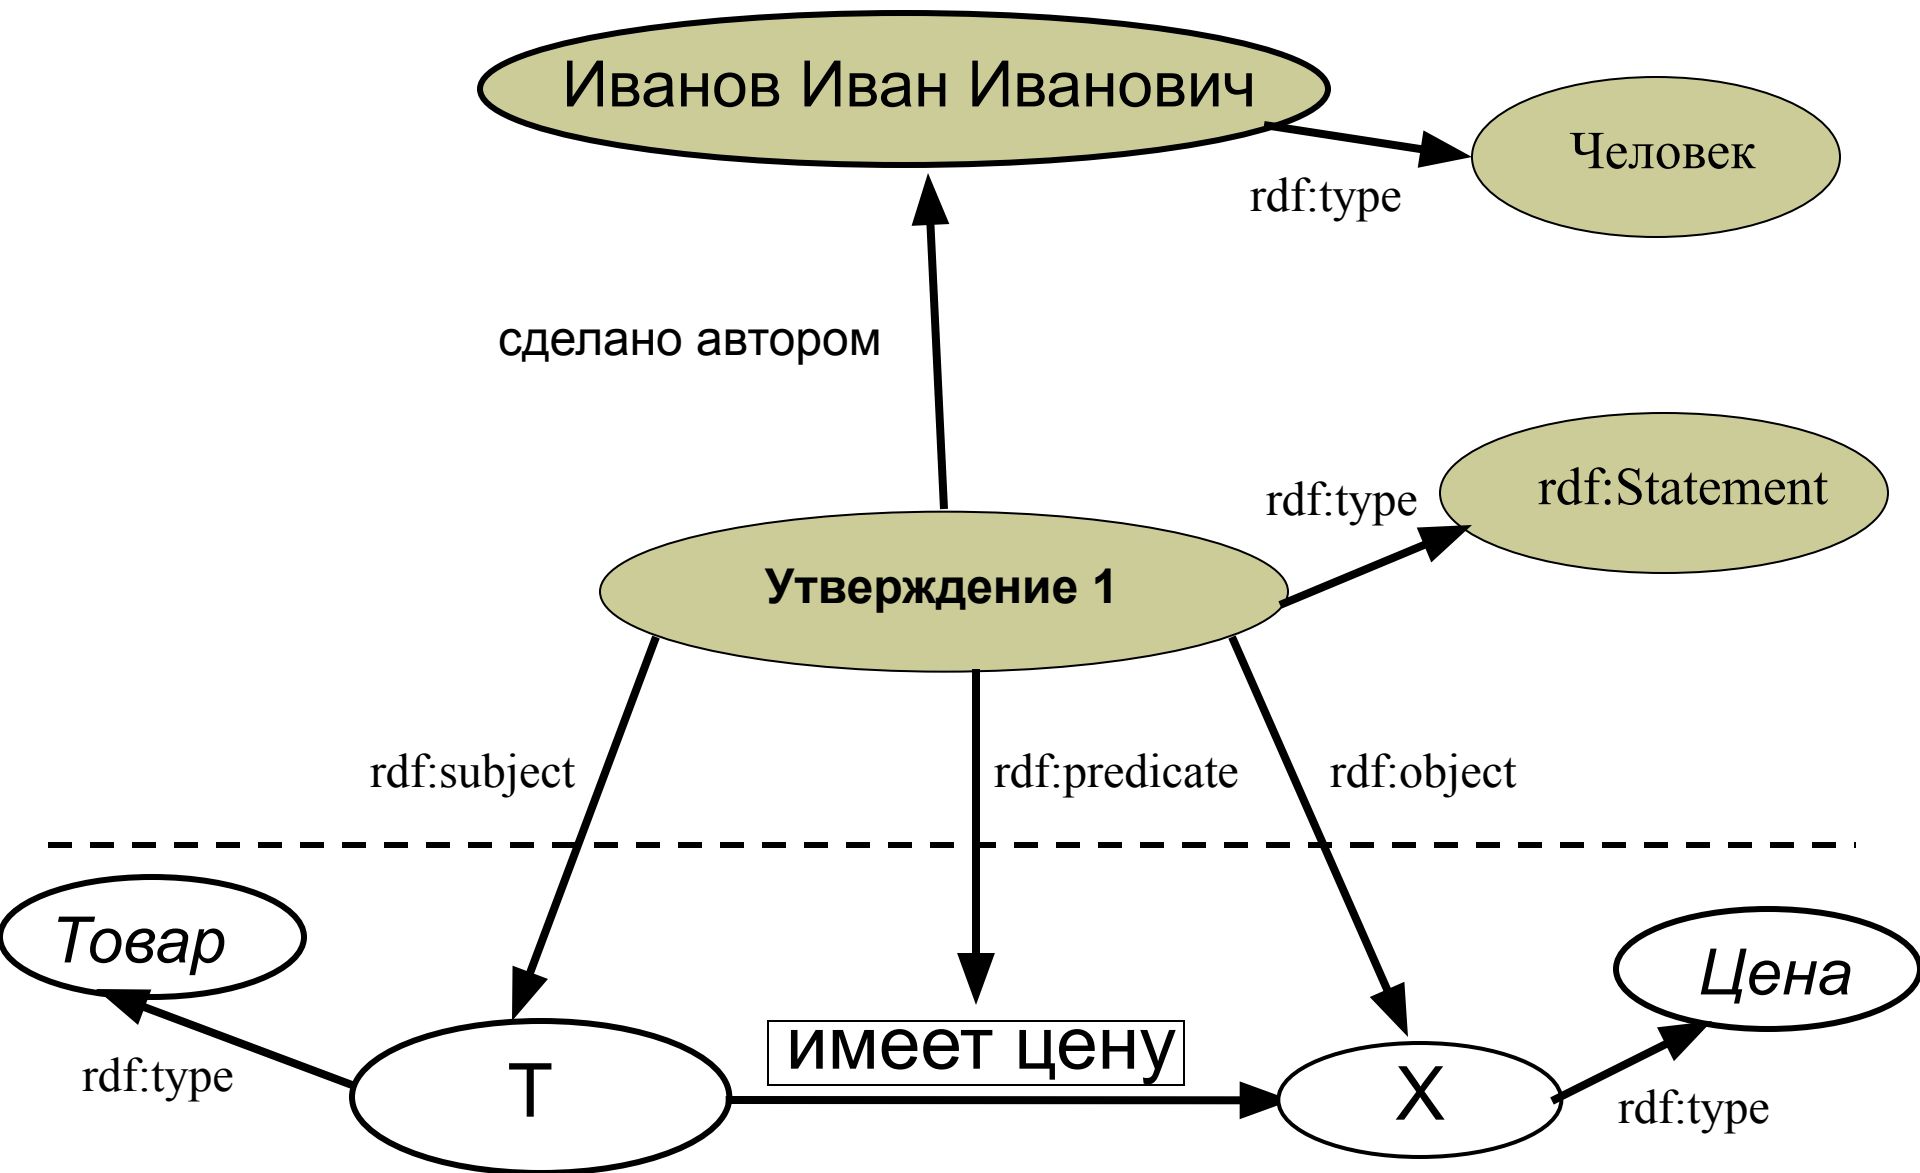 Иванов Иван Иванович
Человек
rdf:type
сделано автором
rdf:Statement
rdf:type
Утверждение 1
rdf:subject
rdf:predicate
rdf:object
Товар
Цена
имеет цену
rdf:type
Т
Х
rdf:type